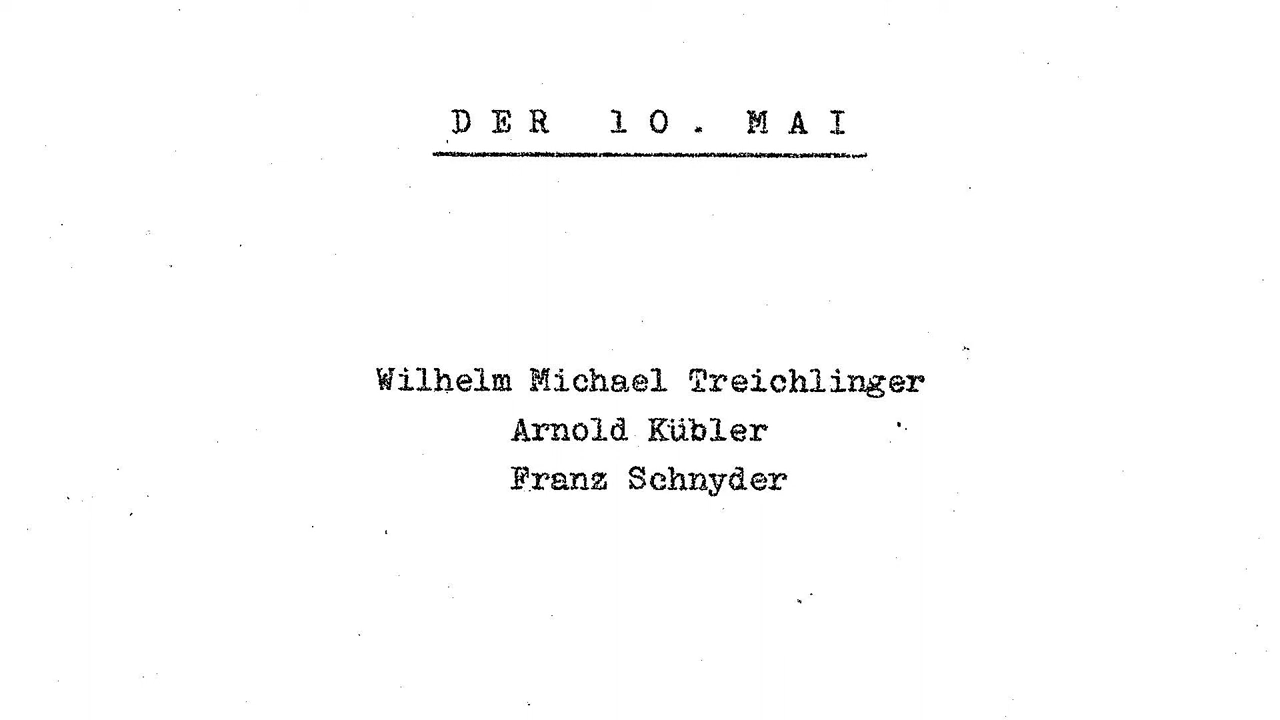 DER 10. MAI
Wilhelm Michael Treichlinger
Arnold Kübler
Franz Schnyder